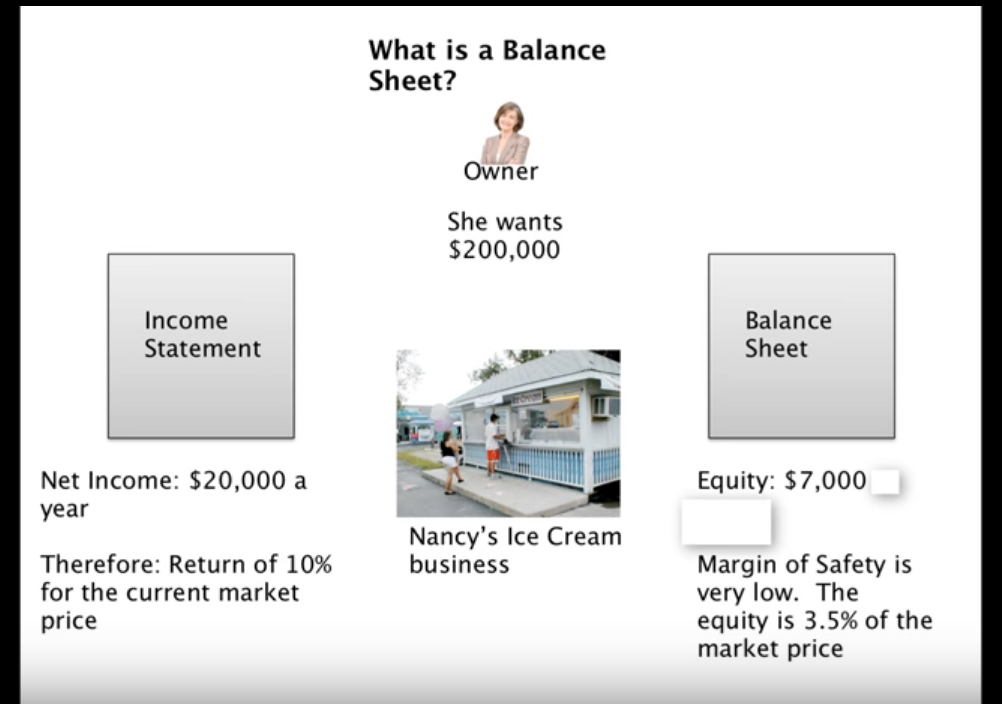 What is a Balance
Sheet?
Owner
She wants
$200,000
Income
Statement
Balance
Sheet
Net Income: $20,000 a
year
Therefore: Return of 10%
for the current market
price
Nancy's Ice Cream
business
Equity: $7,000
Margin of Safety is
very low. The
equity is 3.5% of the
market price